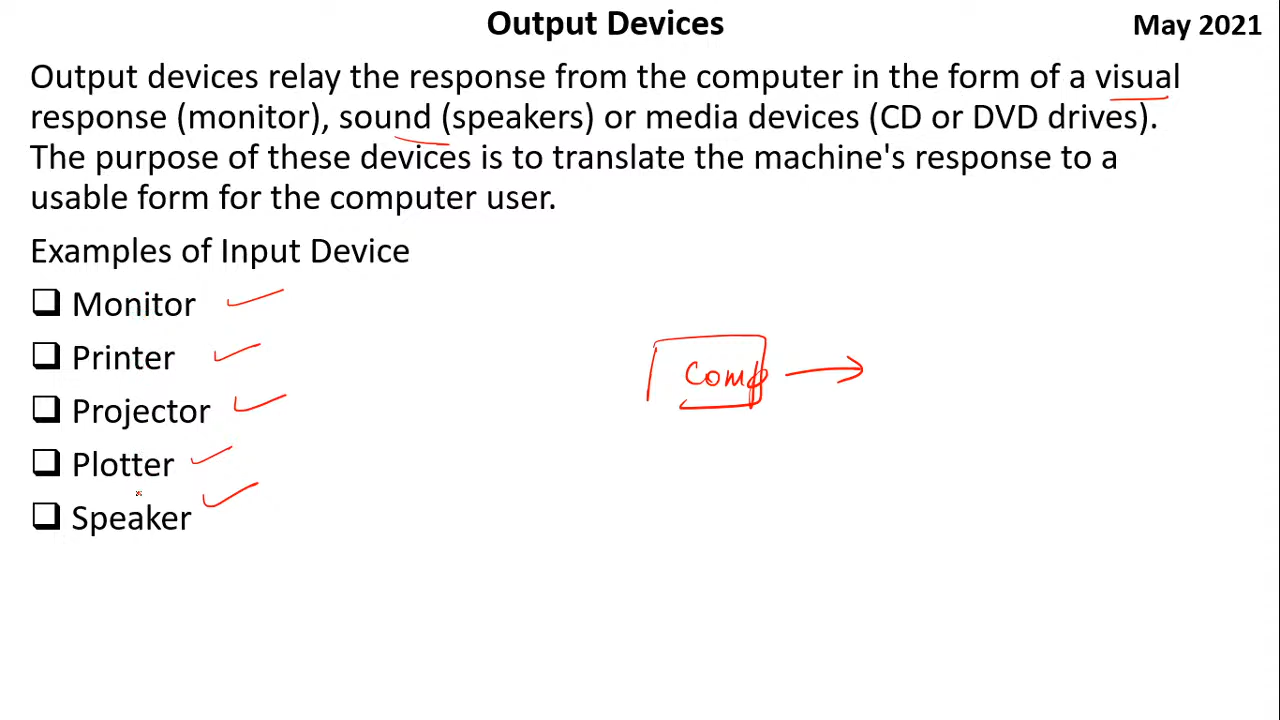 Output Devices
May 2021
Output devices relay the response from the computer in the form of a visual
response (monitor), sound (speakers) or media devices (CD or DVD drives).
The purpose of these devices is to translate the machine's response to a
usable form for the computer user.
Examples of Input Device
Monitor
Printer
Projector
Plotter
Speaker
Comp